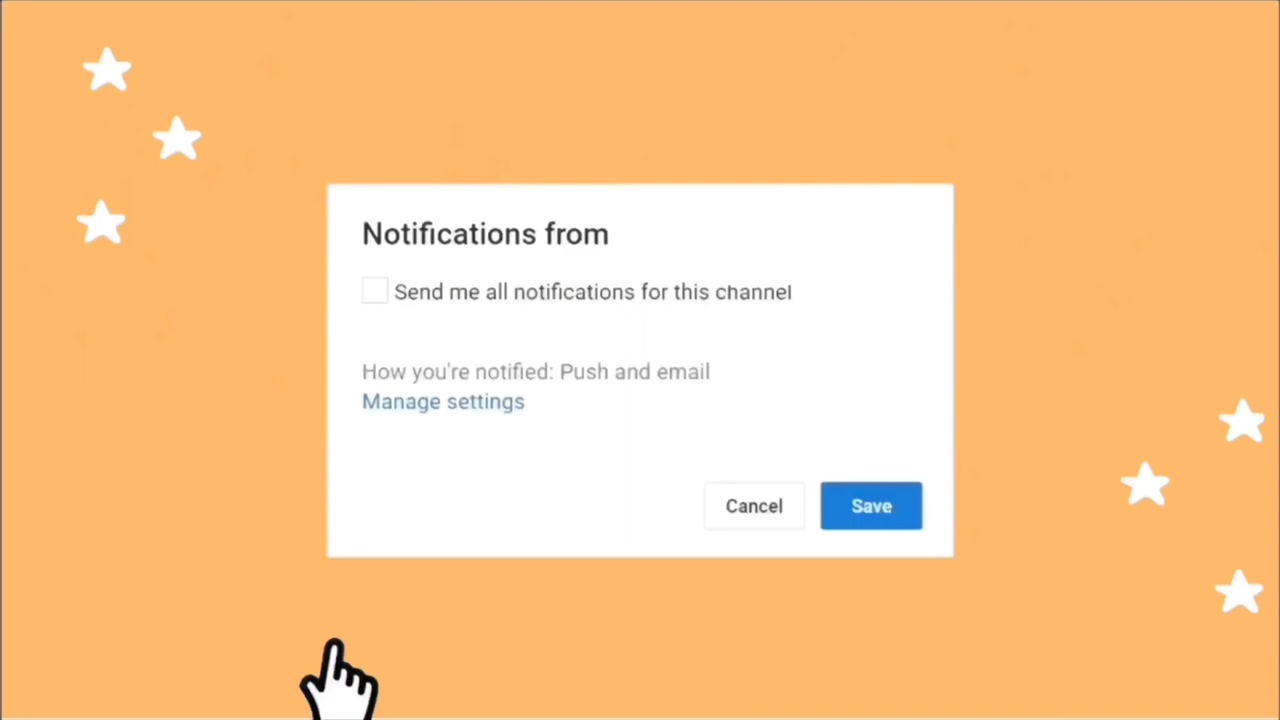 Notifications from
Send me all notifications for this channel
How you're notified: Push and email
Manage settings
Cancel
Save